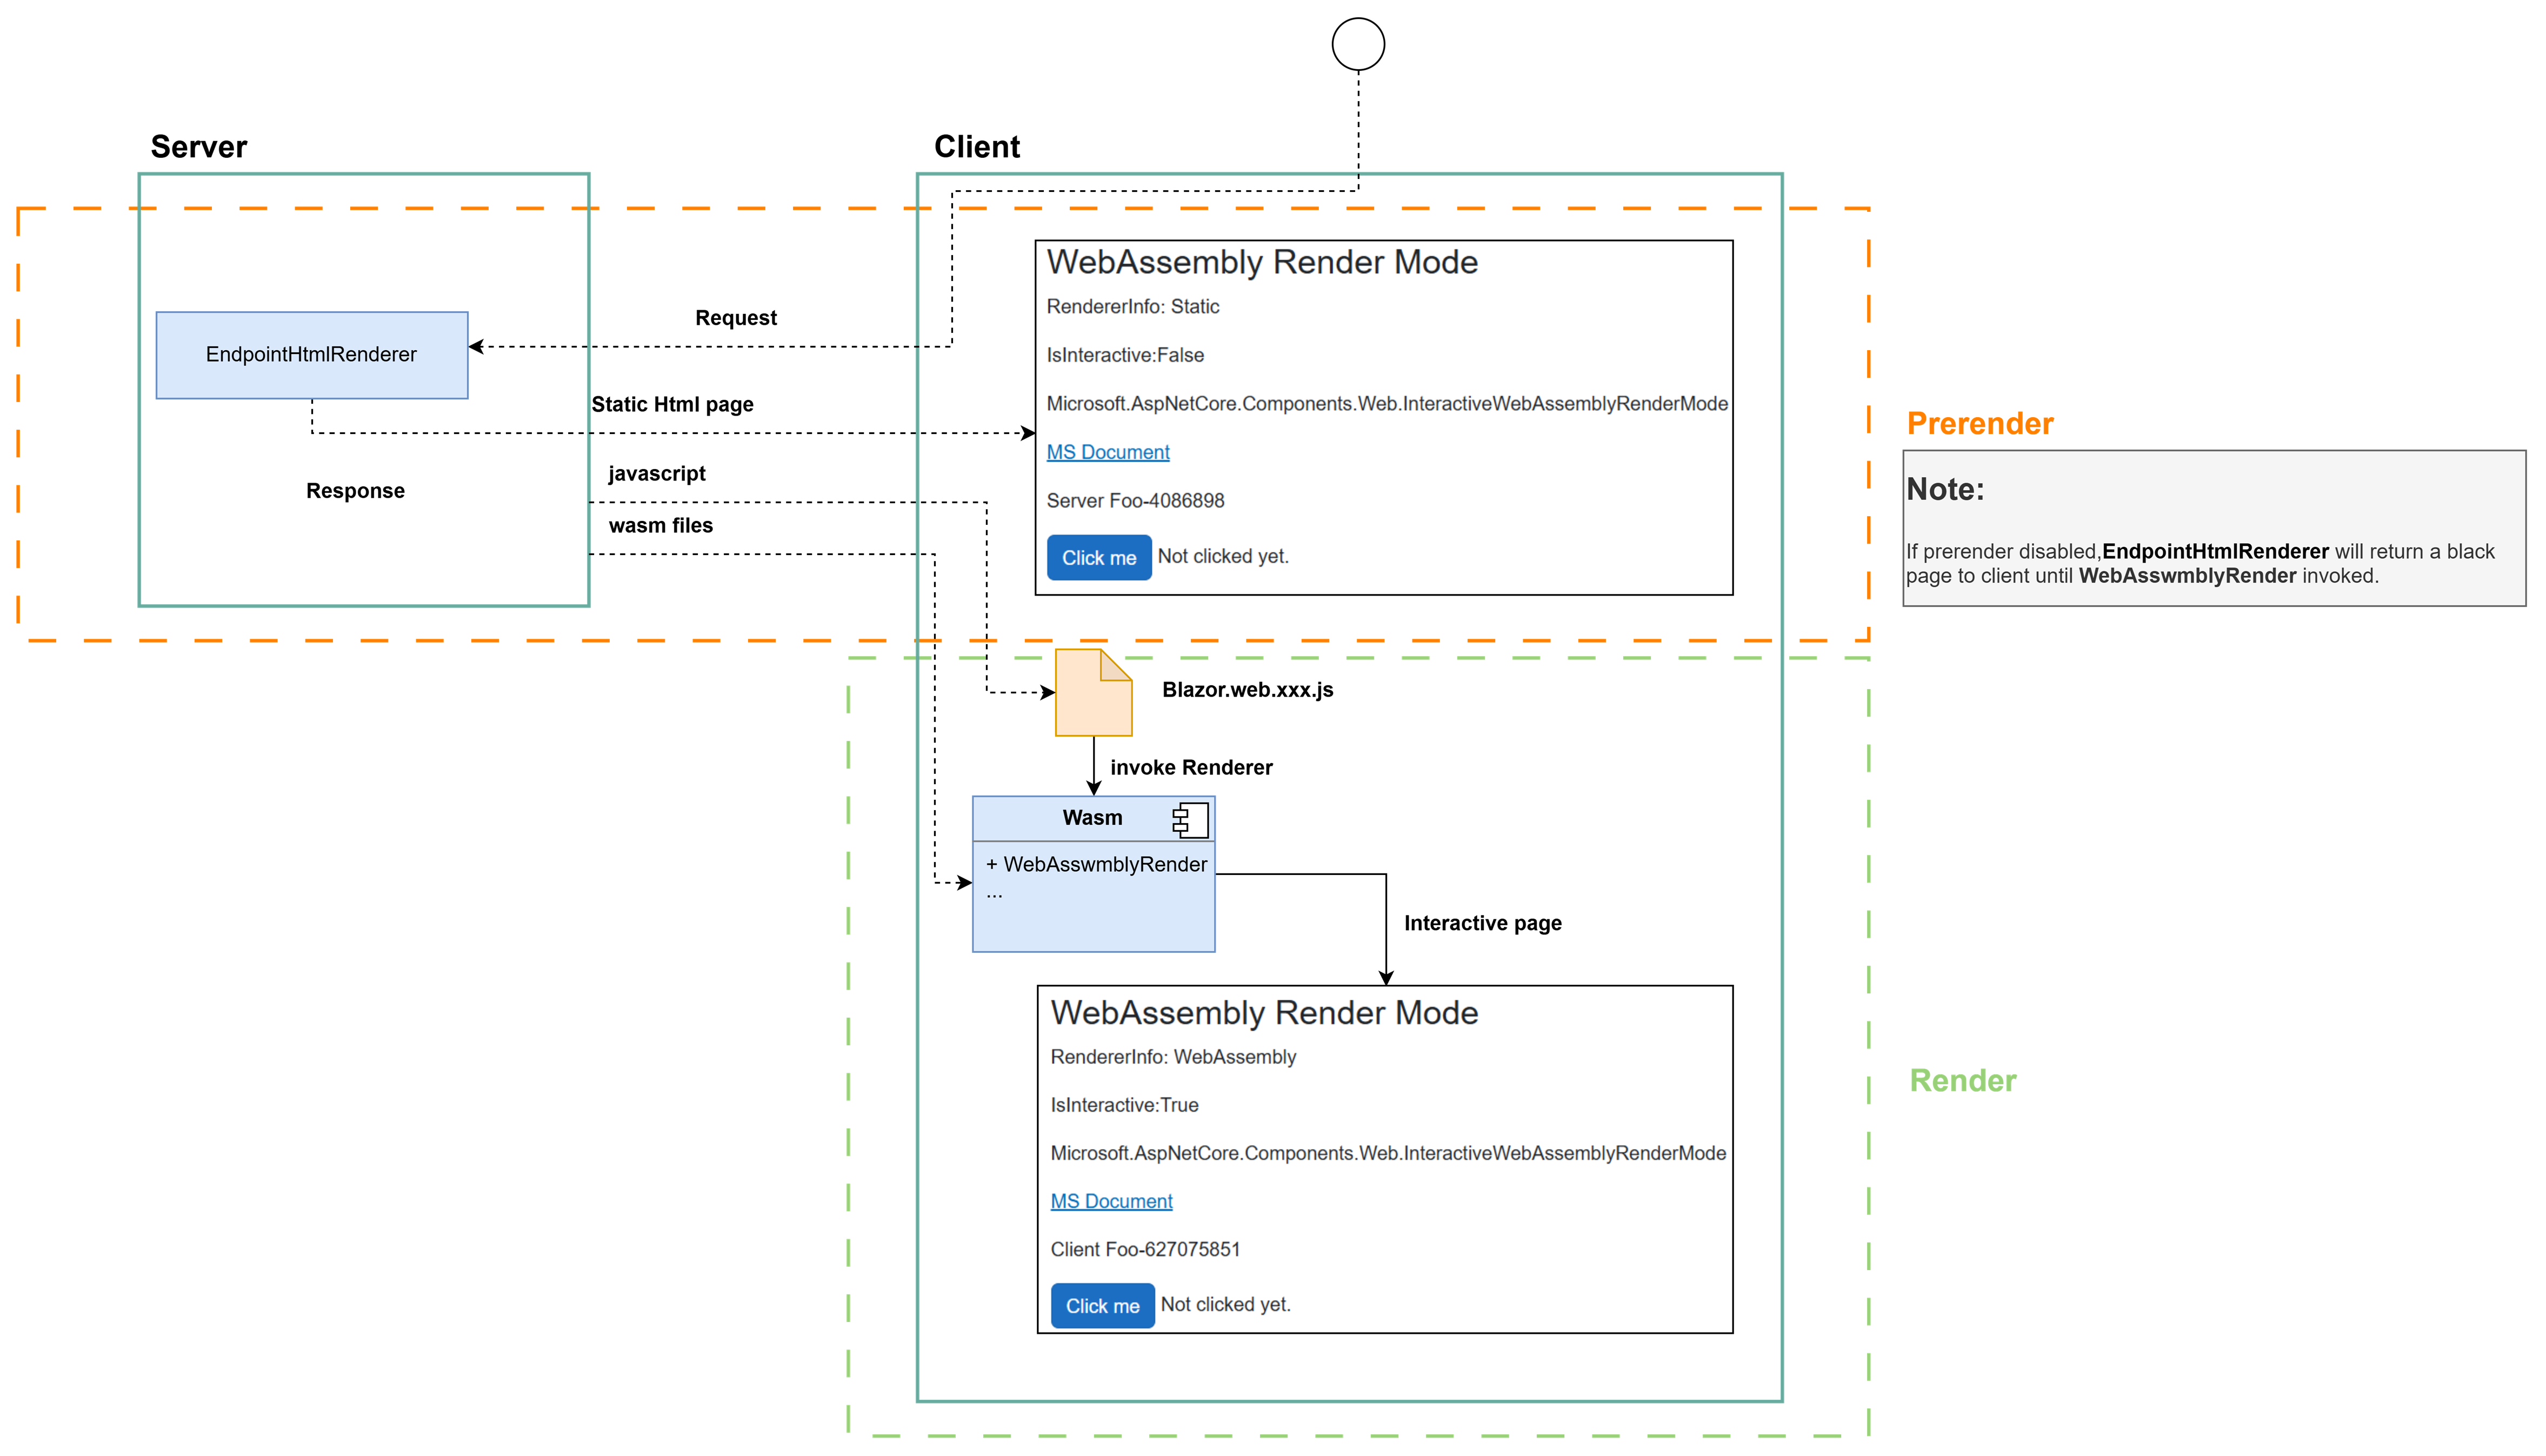 Server
Client
WebAssembly Render Mode
RendererInfo: Static
IsInteractive:False
Microsoft.AspNetCore.Components.Web.InteractiveWebAssemblyRenderMode
MS Document
Server Foo-4086898
Click me Not clicked yet.
Request
EndpointHtmlRenderer
Static Html page
javascript
Response
wasm files
Prerender
Note:
If prerender disabled,EndpointHtmlRenderer will return a black
page to client until WebAsswmblyRender invoked.
Blazor.web.xxx.js
invoke Renderer
Wasm
+ WebAsswmblyRender
...
Interactive page
WebAssembly Render Mode
RendererInfo: WebAssembly
IsInteractive:True
Microsoft.AspNetCore.Components.Web.InteractiveWebAssemblyRenderMode
MS Document
Client Foo-627075851
Click me Not clicked yet.
Render